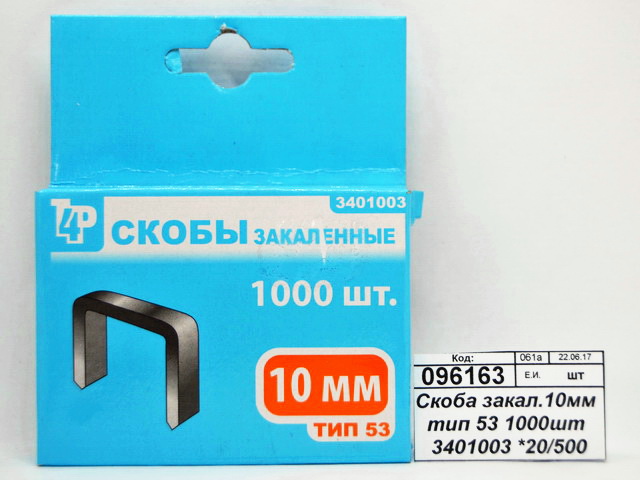 3401003
T4P СКОБЫ ЗАКАЛЕННЫЕ
1000 шт.
10 мм
ТИП 53
Код: 061а 22.06.17
096163 Е.И. шт
Скоба закал.10мм
тип 53 1000шт
3401003 *20/500